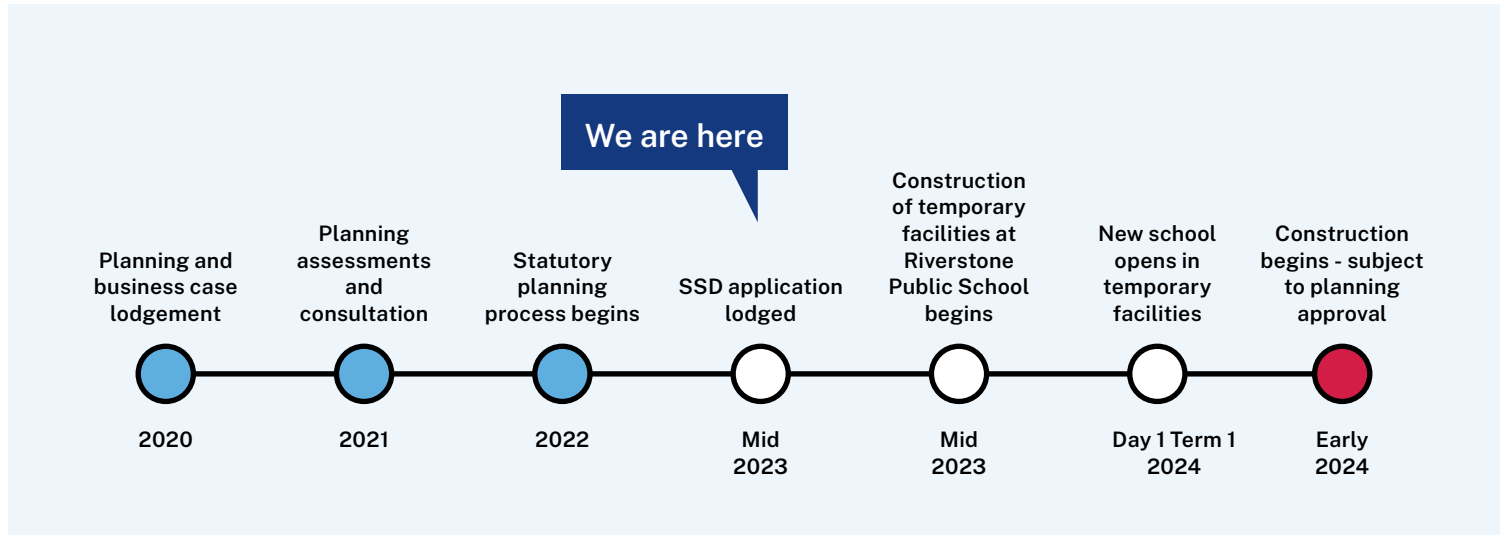 We are here
Planning and
business case
lodgement
Planning
assessments
and
consultation
Statutory
planning
process begins
SSD application
lodged
Construction
of temporary
facilities at
Riverstone
Public School
begins
New school
opens in
temporary
facilities
Construction
begins - subject
to planning
approval
2020
2021
2022
Mid
2023
Mid
2023
Day 1 Term 1
2024
Early
2024